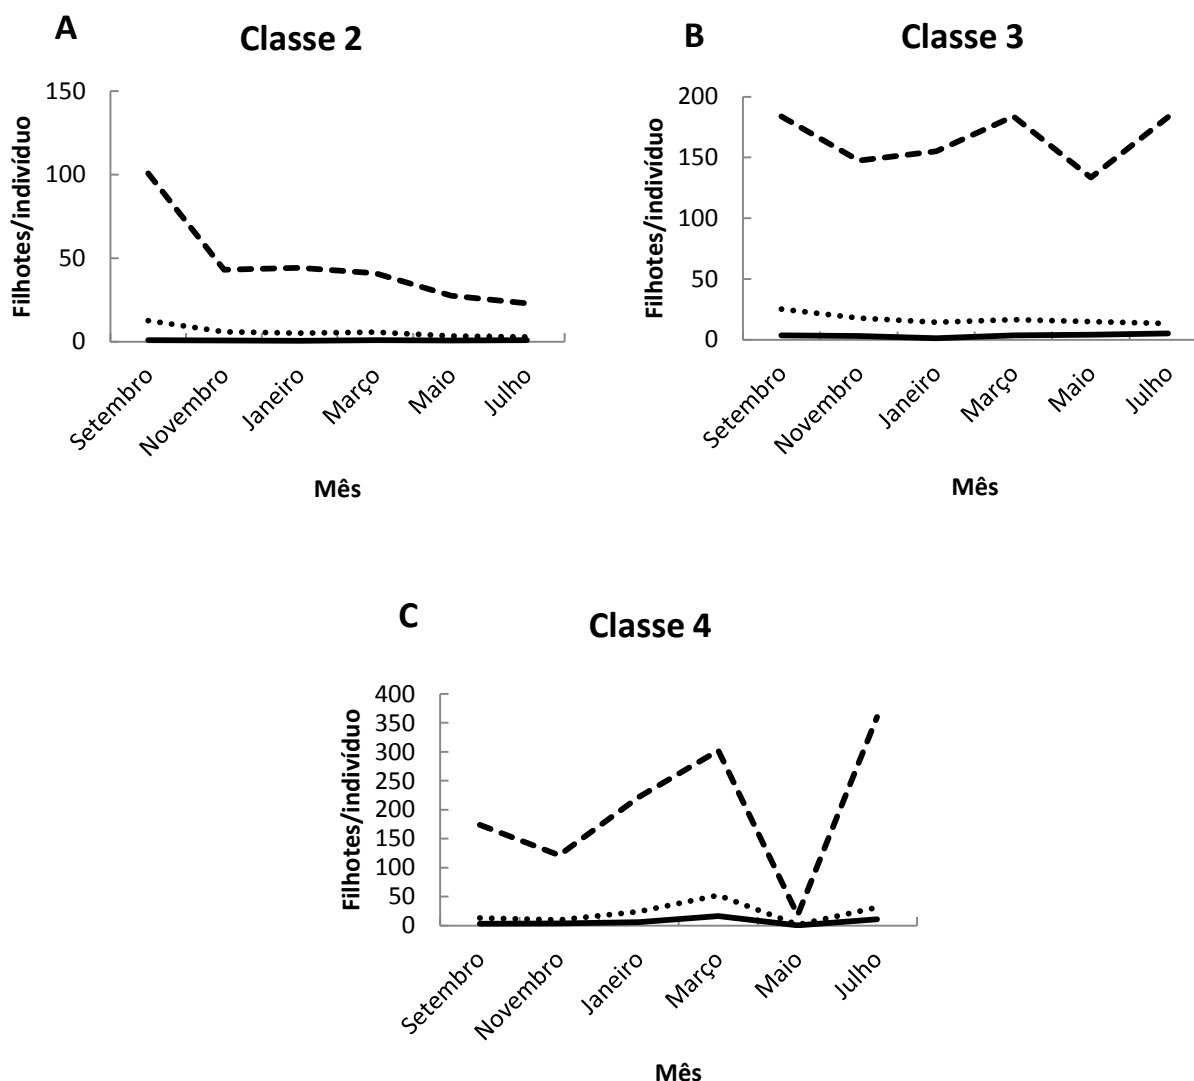 A
Classe 2
Filhotes/indivíduo
150
100
50
0
Setembro
Novembro
Janeiro
Março
Maio
Julho
Mês
B
Classe 3
Filhotes/indivíduo
200
150
100
50
0
Setembro
Novembro
Janeiro
Março
Maio
Julho
Mês
C
Classe 4
Filhotes/indivíduo
400
350
300
250
200
150
100
50
0
Setembro
Novembro
Janeiro
Março
Maio
Julho
Mês